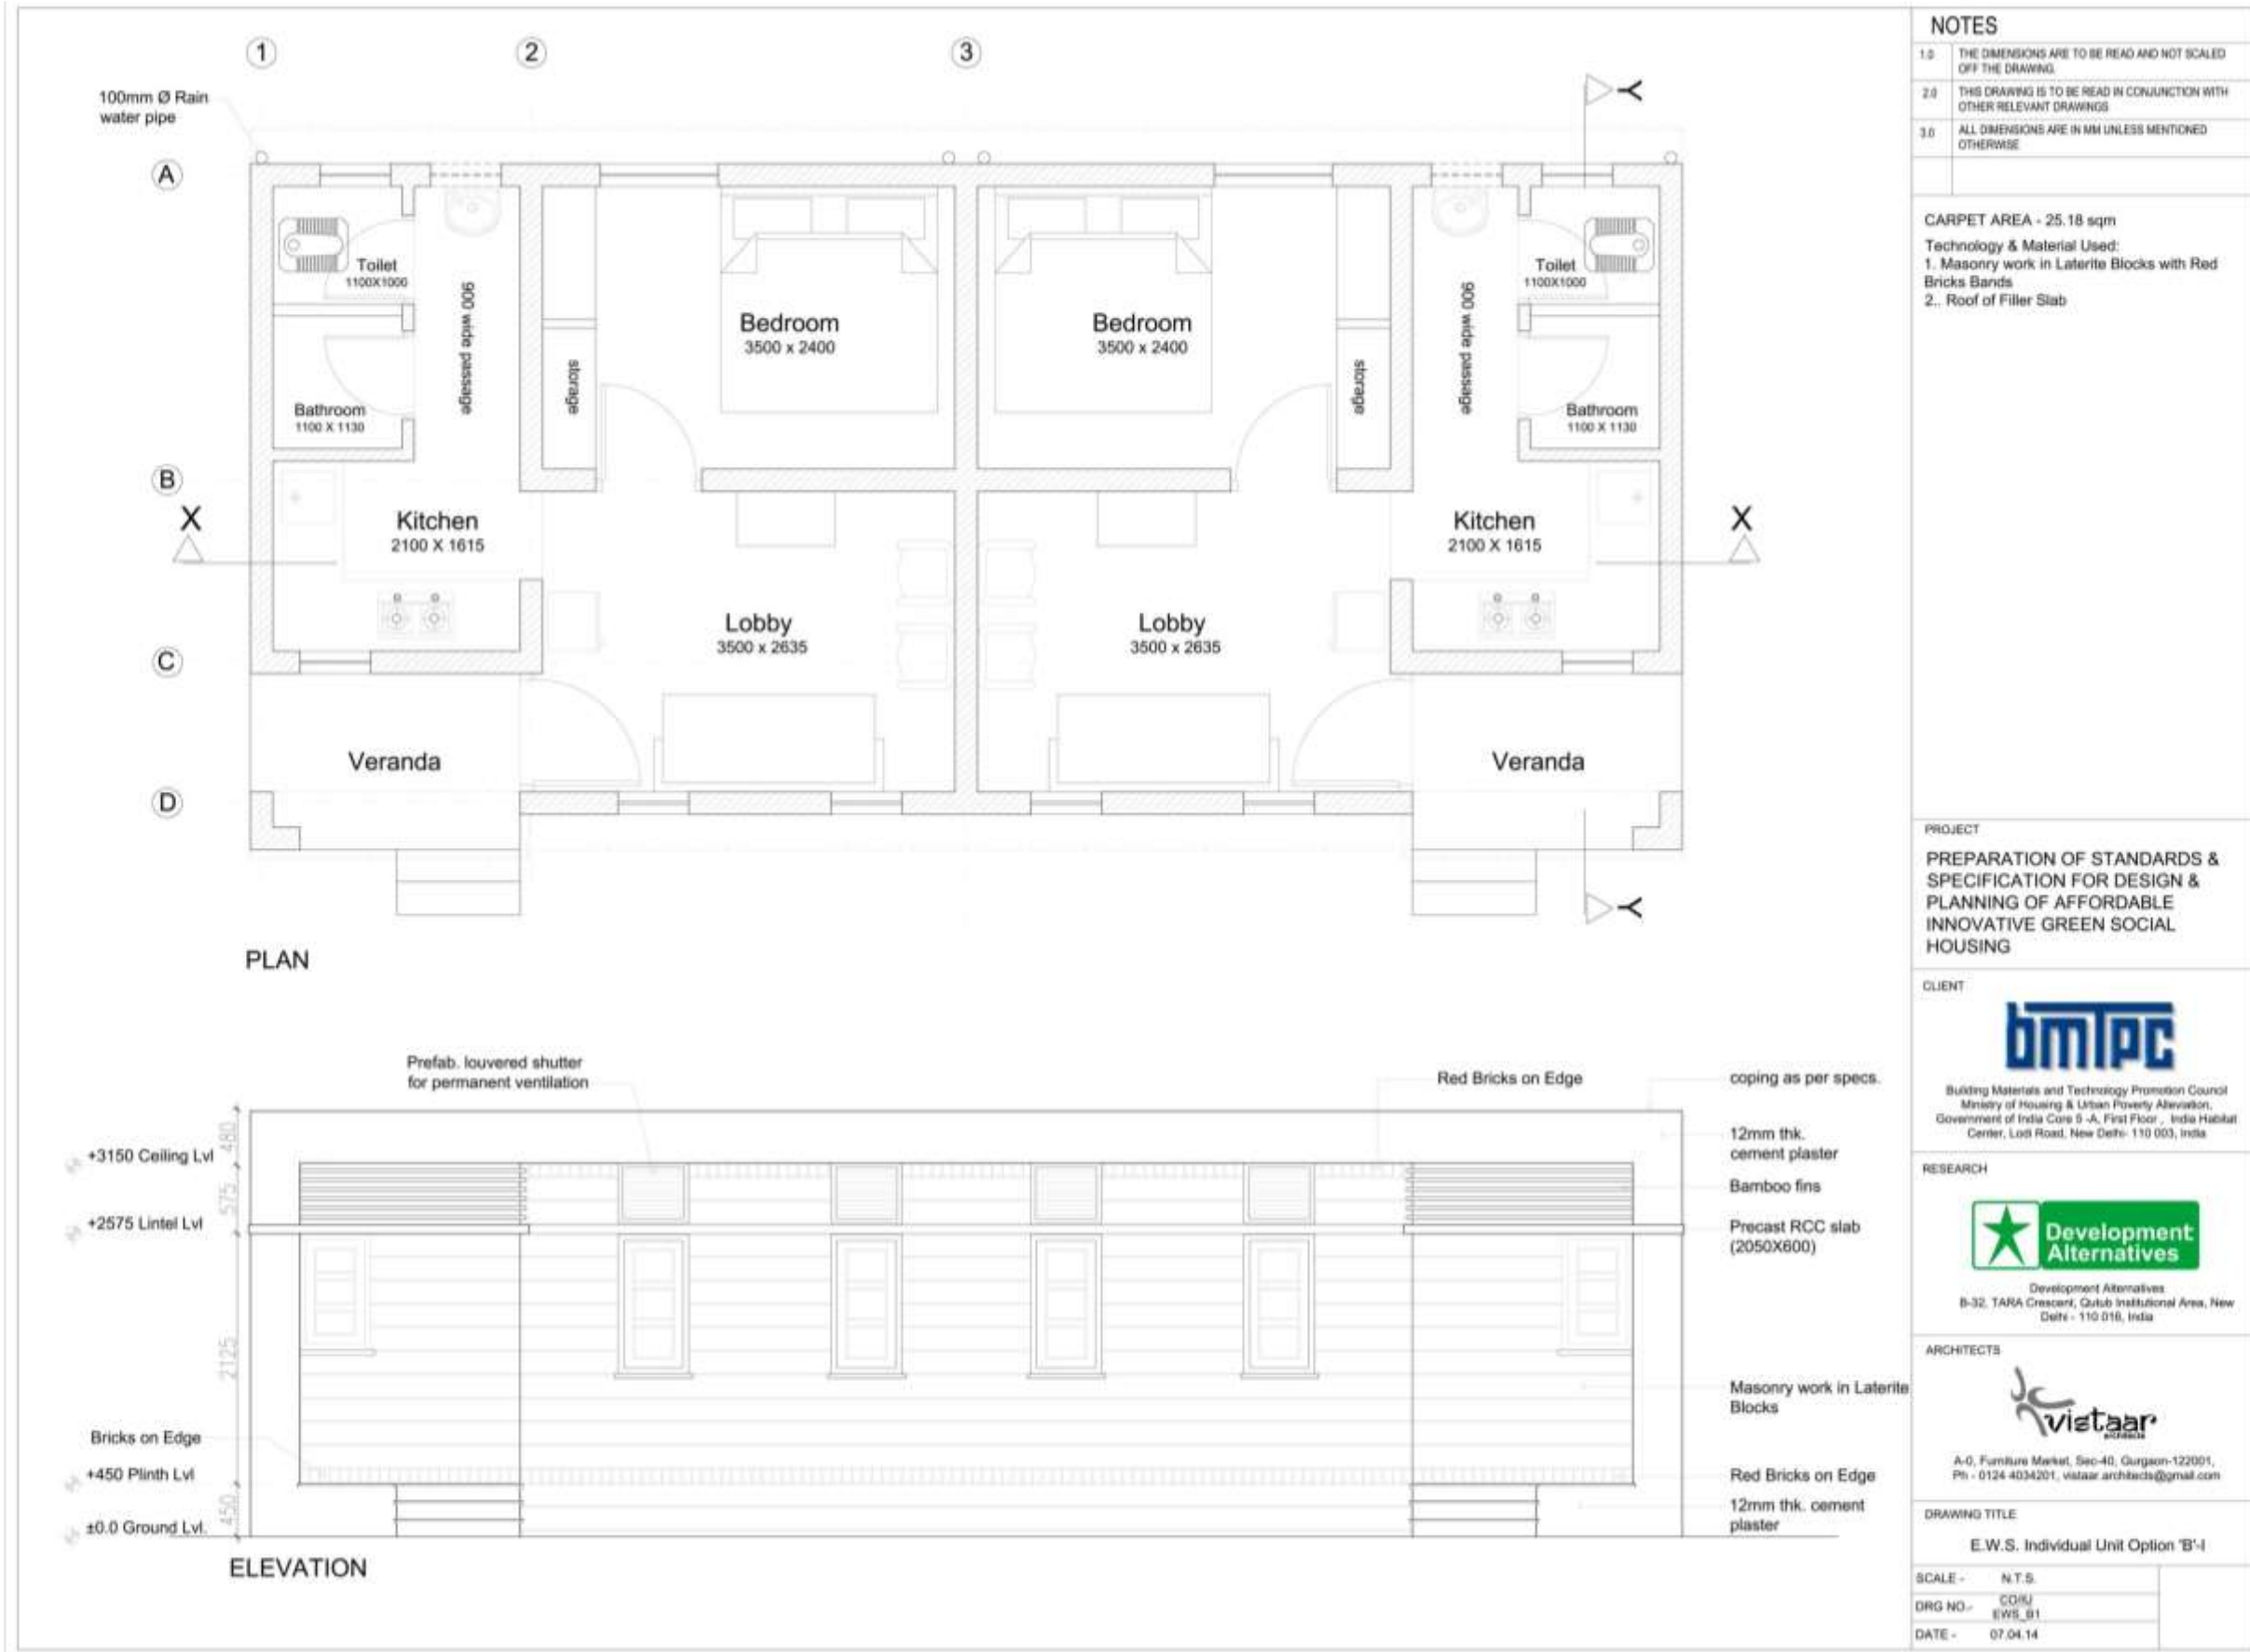 1
2
3
100mm Ø Rain
water pipe
A
B
C
D
X
X
Y
Y
Toilet
1100X1000
Bathroom
1100 X 1130
900 wide passage
storage
Bedroom
3500 x 2400
Bedroom
3500 x 2400
storage
900 wide passage
Toilet
1100X1000
Bathroom
1100 X 1130
Kitchen
2100 X 1615
Lobby
3500 x 2635
Lobby
3500 x 2635
Kitchen
2100 X 1615
Veranda
Veranda
PLAN
Prefab. louvered shutter
for permanent ventilation
Red Bricks on Edge
coping as per specs.
12mm thk.
cement plaster
Bamboo fins
Precast RCC slab
(2050X600)
Masonry work in Laterite
Blocks
Red Bricks on Edge
12mm thk. cement
plaster
+3150 Ceiling Lvl
+2575 Lintel Lvl
Bricks on Edge
+450 Plinth Lvl
±0.0 Ground Lvl.
480
575
2125
450
ELEVATION
NOTES
1.0 THE DIMENSIONS ARE TO BE READ AND NOT SCALED
OFF THE DRAWING.
2.0 THIS DRAWING IS TO BE READ IN CONJUNCTION WITH
OTHER RELEVANT DRAWINGS
3.0 ALL DIMENSIONS ARE IN MM UNLESS MENTIONED
OTHERWISE
CARPET AREA - 25.18 sqm
Technology & Material Used:
1. Masonry work in Laterite Blocks with Red
Bricks Bands
2.. Roof of Filler Slab
PROJECT
PREPARATION OF STANDARDS &
SPECIFICATION FOR DESIGN &
PLANNING OF AFFORDABLE
INNOVATIVE GREEN SOCIAL
HOUSING
CLIENT
bmTPC
Building Materials and Technology Promotion Council
Ministry of Housing & Urban Poverty Alleviation,
Government of India Core 5 -A, First Floor , India Habitat
Center, Lodi Road, New Delhi- 110 003, India
RESEARCH
Development
Alternatives
Development Alternatives
B-32, TARA Crescent, Qutub Institutional Area, New
Delhi - 110 016, India
ARCHITECTS
vistaar
architects
A-0, Furniture Market, Sec-40, Gurgaon-122001,
Ph - 0124 4034201, vistaar.architects@gmail.com
DRAWING TITLE
E.W.S. Individual Unit Option 'B'-I
SCALE - N.T.S.
DRG NO.- CO/IU
EWS_B1
DATE - 07.04.14